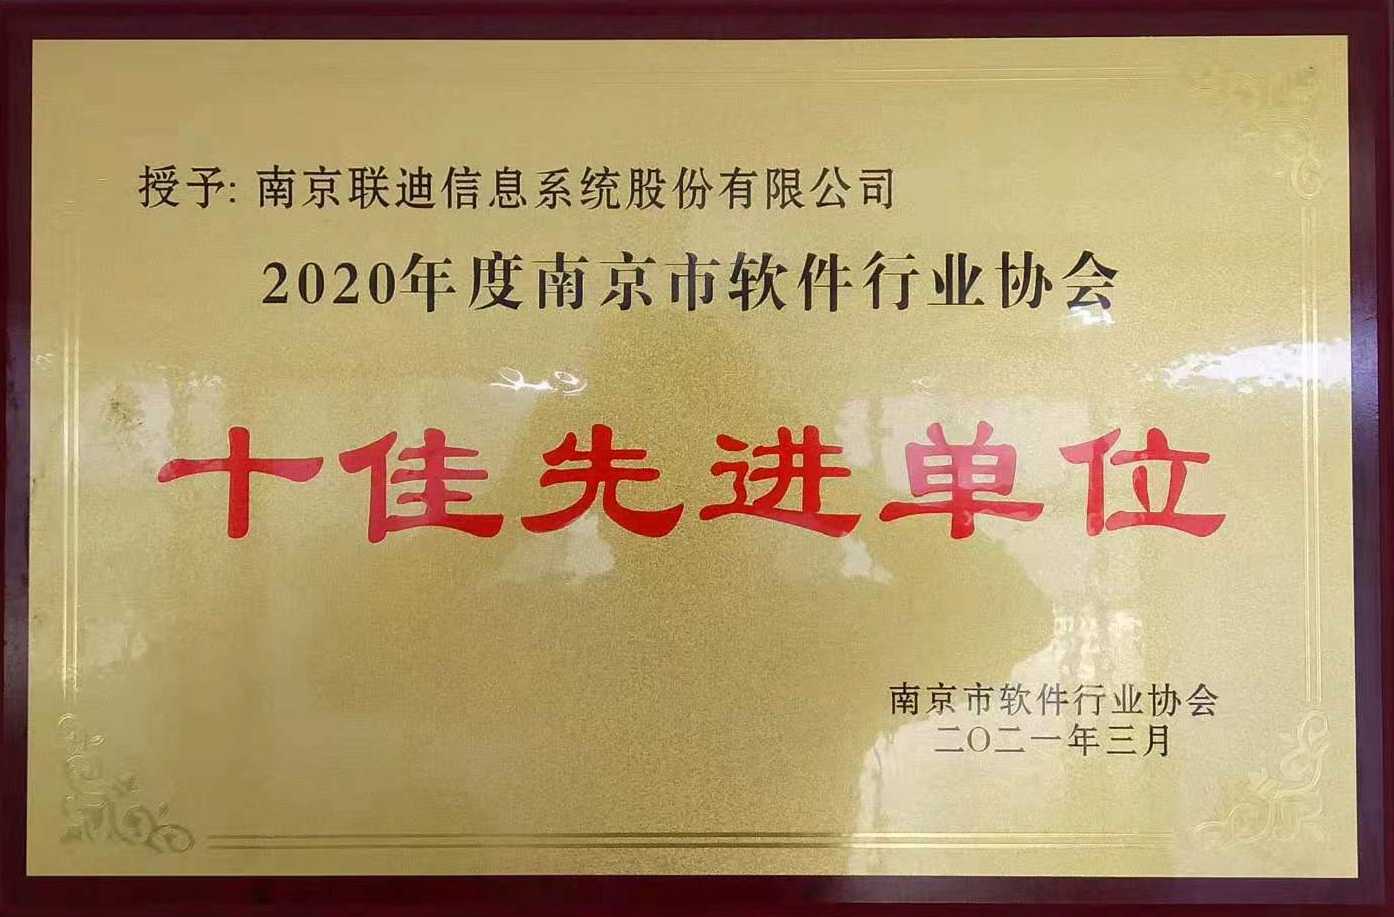 授予: 南京联迪信息系统股份有限公司
2020年度南京市软件行业协会
十佳先进单位
南京市软件行业协会
二〇二一年三月